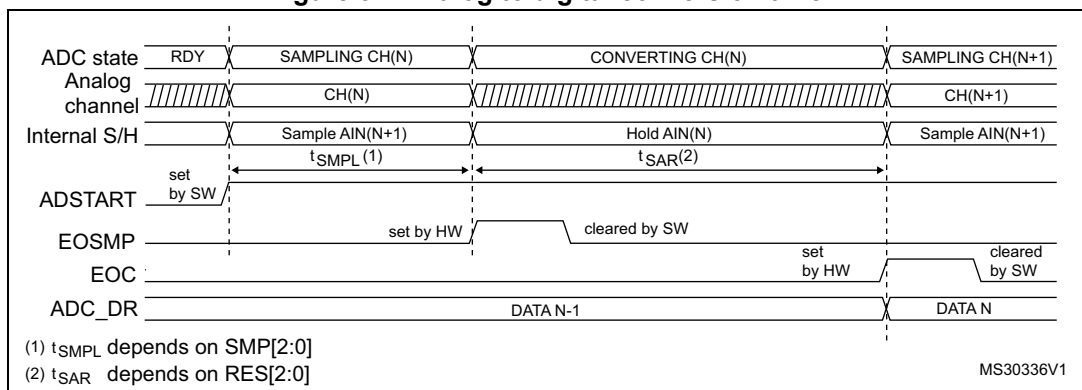 ADC state RDY SAMPLING CH(N) CONVERTING CH(N) SAMPLING CH(N+1)
Analog channel CH(N) CH(N+1)
Internal S/H Sample AIN(N+1) Hold AIN(N) Sample AIN(N+1)
tSMPL(1) tSAR(2)
ADSTART set by SW
EOSMP set by HW cleared by SW
EOC set by HW cleared by SW
ADC_DR DATA N-1 DATA N
(1) tSMPL depends on SMP[2:0]
(2) tSAR depends on RES[2:0]
MS30336V1